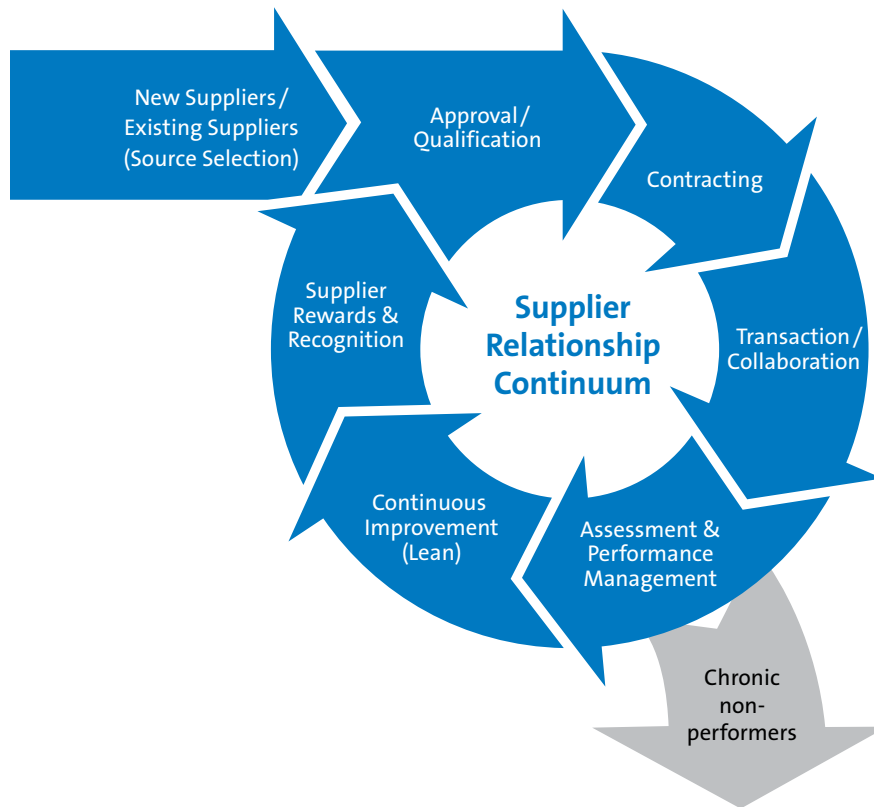 New Suppliers /
Existing Suppliers
(Source Selection)
Approval /
Qualification
Contracting
Supplier
Relationship
Continuum
Transaction /
Collaboration
Supplier
Rewards &
Recognition
Continuous
Improvement
(Lean)
Assessment &
Performance
Management
Chronic
non-
performers